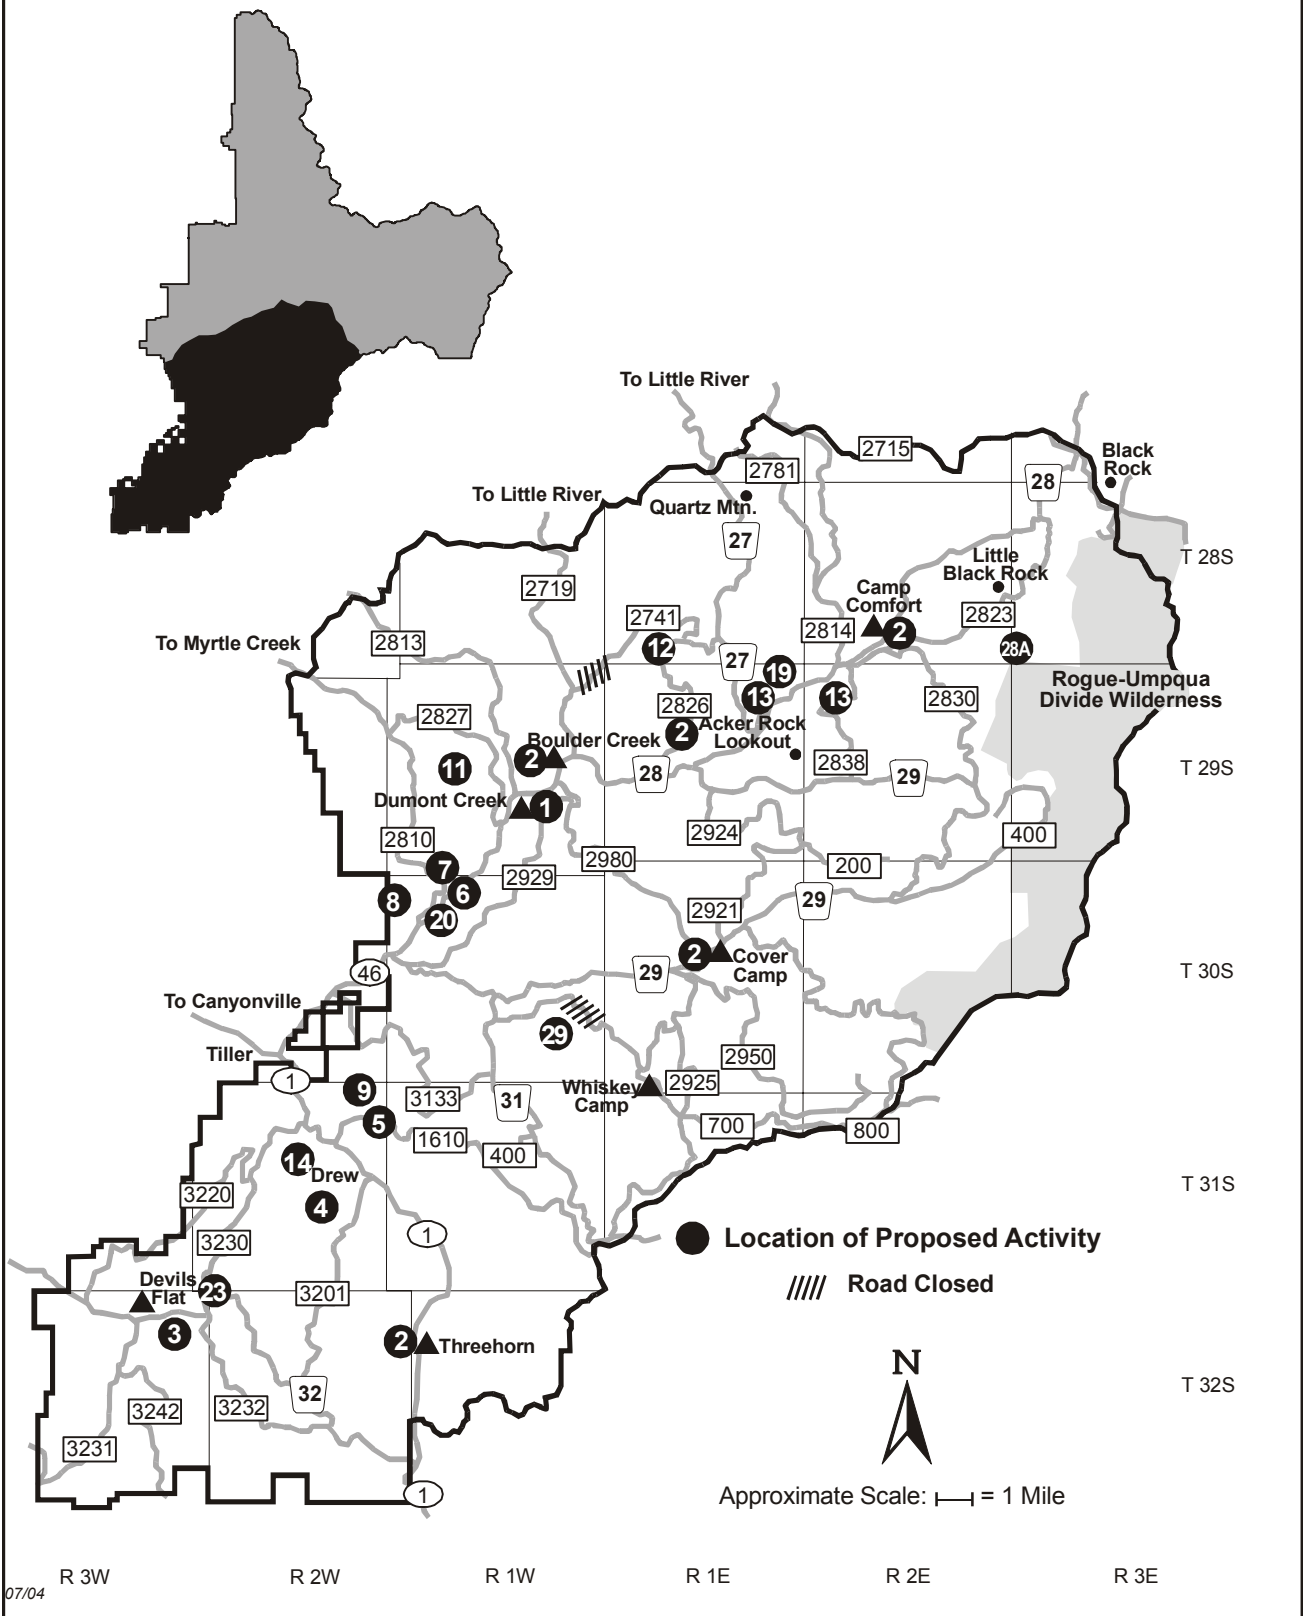 To Little River
Black
Rock
2715
2781
28
To Little River
Quartz Mtn.
27
T 28S
Little
Black Rock
2719
Camp
Comfort
2741
2823
2814
2
To Myrtle Creek
2813
12
28A
27
19
Rogue-Umpqua
Divide Wilderness
13
13
2830
2826
2827
Acker Rock
Lookout
2
Boulder Creek
2
11
28
2838
29
T 29S
Dumont Creek
1
2924
400
2810
2980
200
7
2929
6
8
29
20
2921
2
Cover
Camp
46
29
T 30S
To Canyonville
29
Tiller
2950
1
9
2925
Whiskey
Camp
3133
31
5
700
800
1610
400
14
Drew
3220
T 31S
4
1
3230
Location of Proposed Activity
Devils
Flat
23
3201
Road Closed
3
2
Threehorn
N
32
T 32S
3242
3232
3231
1
Approximate Scale: = 1 Mile
R 3W
R 2W
R 1W
R 1E
R 2E
R 3E
07/04